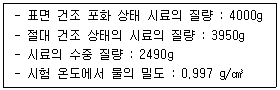 - 표면 건조 포화 상태 시료의 질량 : 4000g
- 절대 건조 상태의 시료의 질량 : 3950g
- 시료의 수중 질량 : 2490g
- 시험 온도에서 물의 밀도 : 0,997 g/㎤